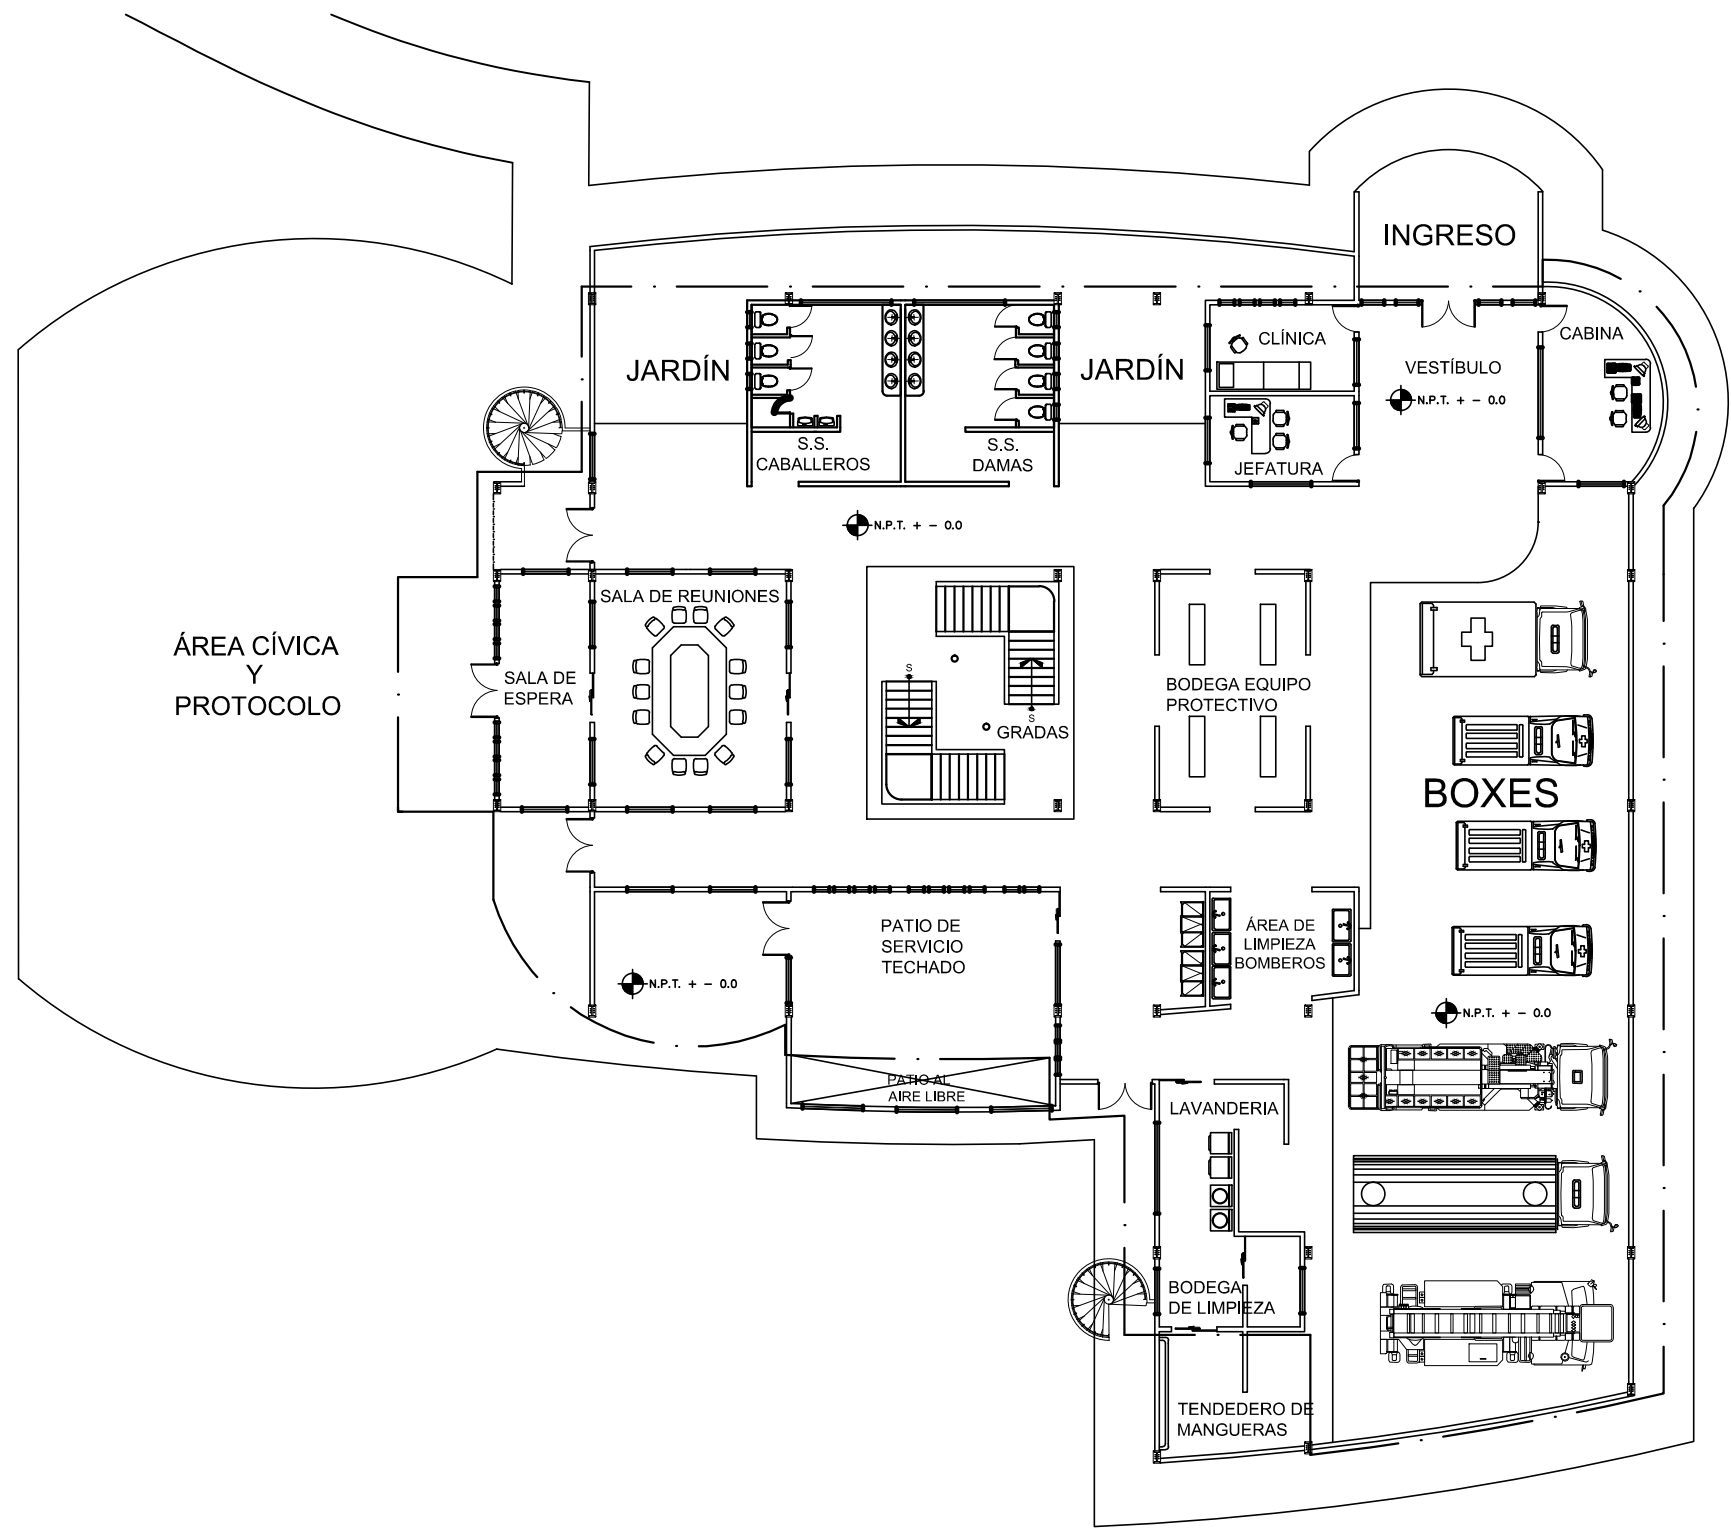 INGRESO
CLÍNICA
CABINA
VESTÍBULO
JARDÍN
JARDÍN
N.P.T. + - 0.0
S.S.
CABALLEROS
S.S.
DAMAS
JEFATURA
N.P.T. + - 0.0
SALA DE REUNIONES
ÁREA CÍVICA
Y
PROTOCOLO
SALA DE
ESPERA
S
S
GRADAS
BODEGA EQUIPO
PROTECTIVO
BOXES
PATIO DE
SERVICIO
TECHADO
ÁREA DE
LIMPIEZA
BOMBEROS
N.P.T. + - 0.0
N.P.T. + - 0.0
PATIO AL
AIRE LIBRE
LAVANDERIA
BODEGA
DE LIMPIEZA
TENDEDERO DE
MANGUERAS